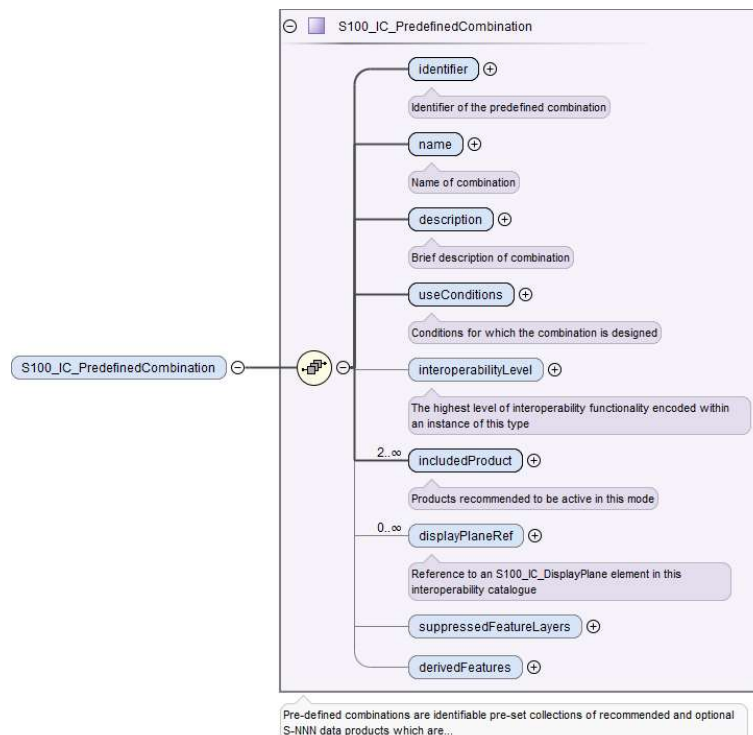 S100_IC_PredefinedCombination
identifier
Identifier of the predefined combination
name
Name of combination
description
Brief description of combination
useConditions
Conditions for which the combination is designed
S100_IC_PredefinedCombination
interoperabilityLevel
The highest level of interoperability functionality encoded within
an instance of this type
2..∞
includedProduct
Products recommended to be active in this mode
0..∞
displayPlaneRef
Reference to an S100_IC_DisplayPlane element in this
interoperability catalogue
suppressedFeatureLayers
derivedFeatures
Pre-defined combinations are identifiable pre-set collections of recommended and optional
S-NNN data products which are...